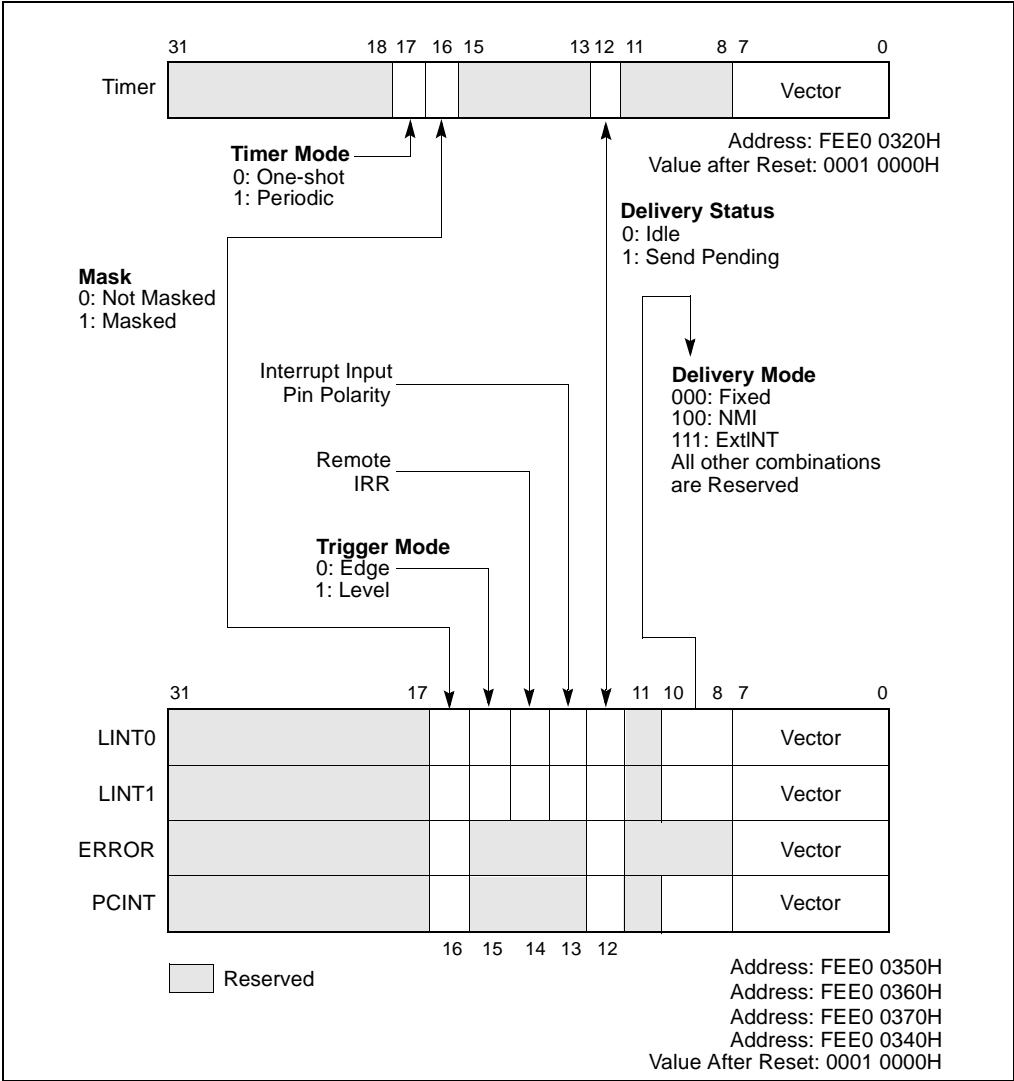 31 18 17 16 15 13 12 11 8 7 0
Timer Vector
Address: FEE0 0320H
Value after Reset: 0001 0000H
Timer Mode
0: One-shot
1: Periodic
Delivery Status
0: Idle
1: Send Pending
Mask
0: Not Masked
1: Masked
Interrupt Input
Pin Polarity
Delivery Mode
000: Fixed
100: NMI
111: ExtlNT
All other combinations
are Reserved
Remote
IRR
Trigger Mode
0: Edge
1: Level
31 17 11 10 8 7 0
LINT0 Vector
LINT1 Vector
ERROR Vector
PCINT Vector
16 15 14 13 12
Reserved
Address: FEE0 0350H
Address: FEE0 0360H
Address: FEE0 0370H
Address: FEE0 0340H
Value After Reset: 0001 0000H